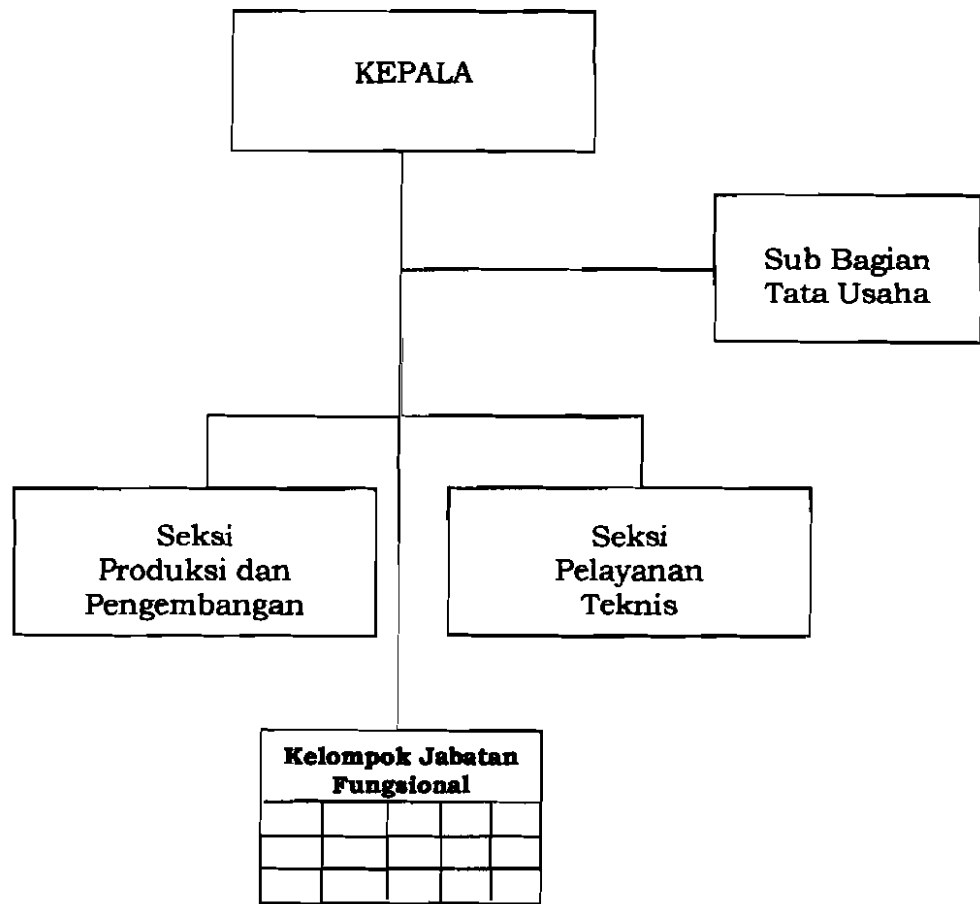 KEPALA
Sub Bagian
Tata Usaha
Seksi
Produksi dan
Pengembangan
Seksi
Pelayanan
Teknis
Kelompok Jabatan
Fungsional